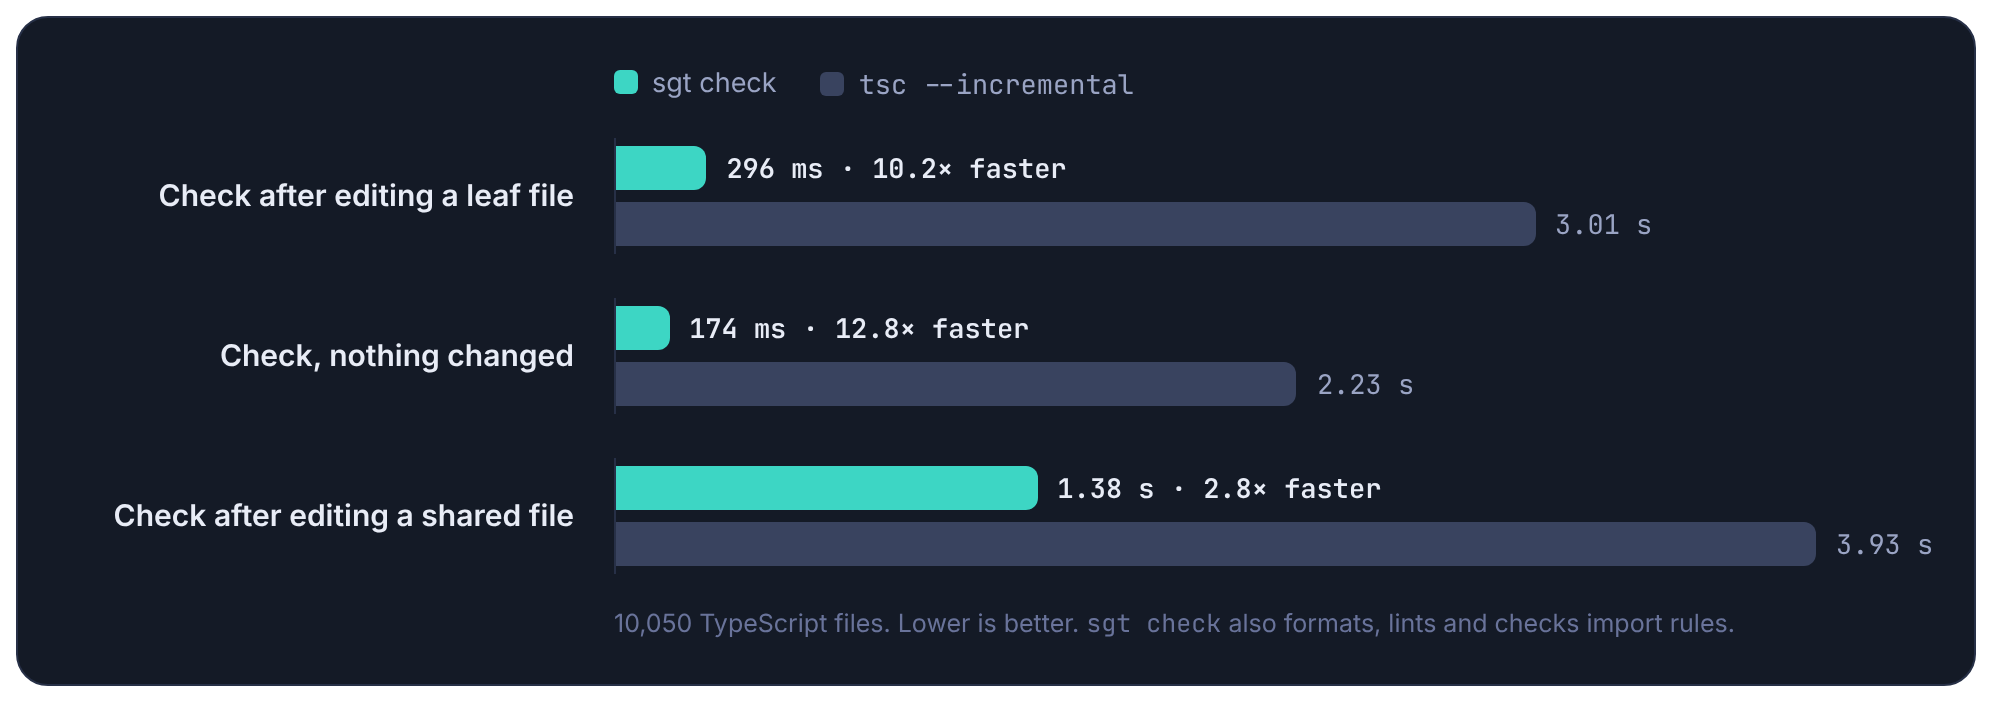 sgt check tsc --incremental
296 ms · 10.2× faster
Check after editing a leaf file
3.01 s
174 ms · 12.8× faster
Check, nothing changed
2.23 s
1.38 s · 2.8× faster
Check after editing a shared file
3.93 s
10,050 TypeScript files. Lower is better. sgt check also formats, lints and checks import rules.